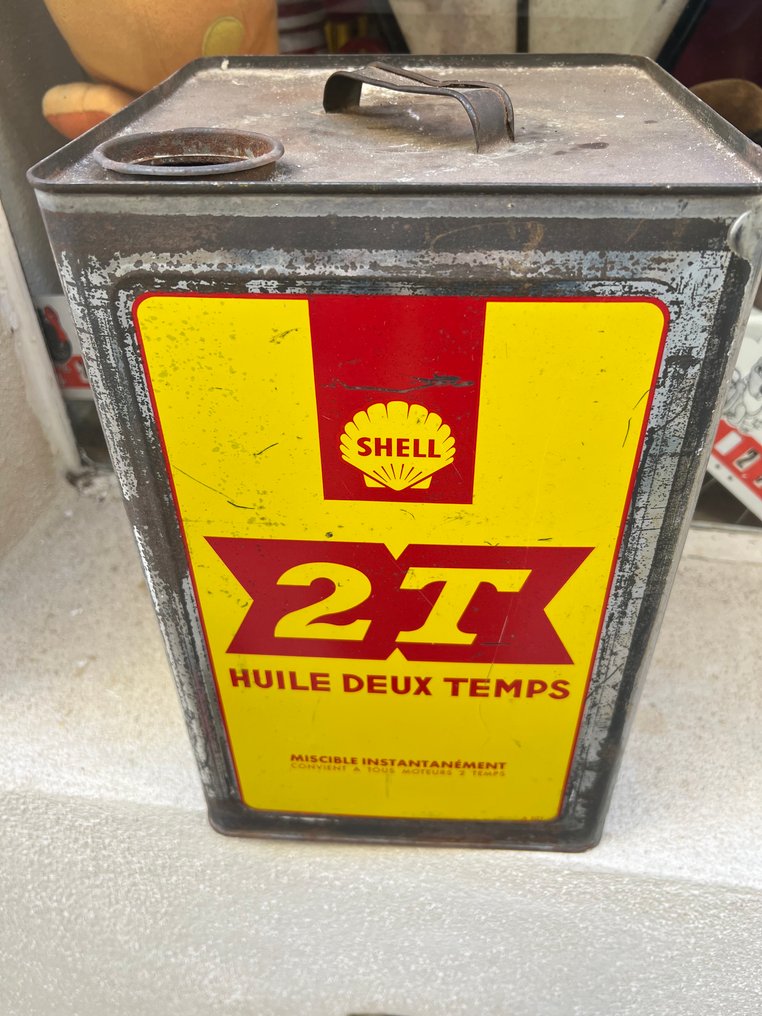 SHELL
2T
HUILE DEUX TEMPS
MISCIBLE INSTANTANÉMENT
CONVIENT A TOUS MOTEURS 2 TEMPS